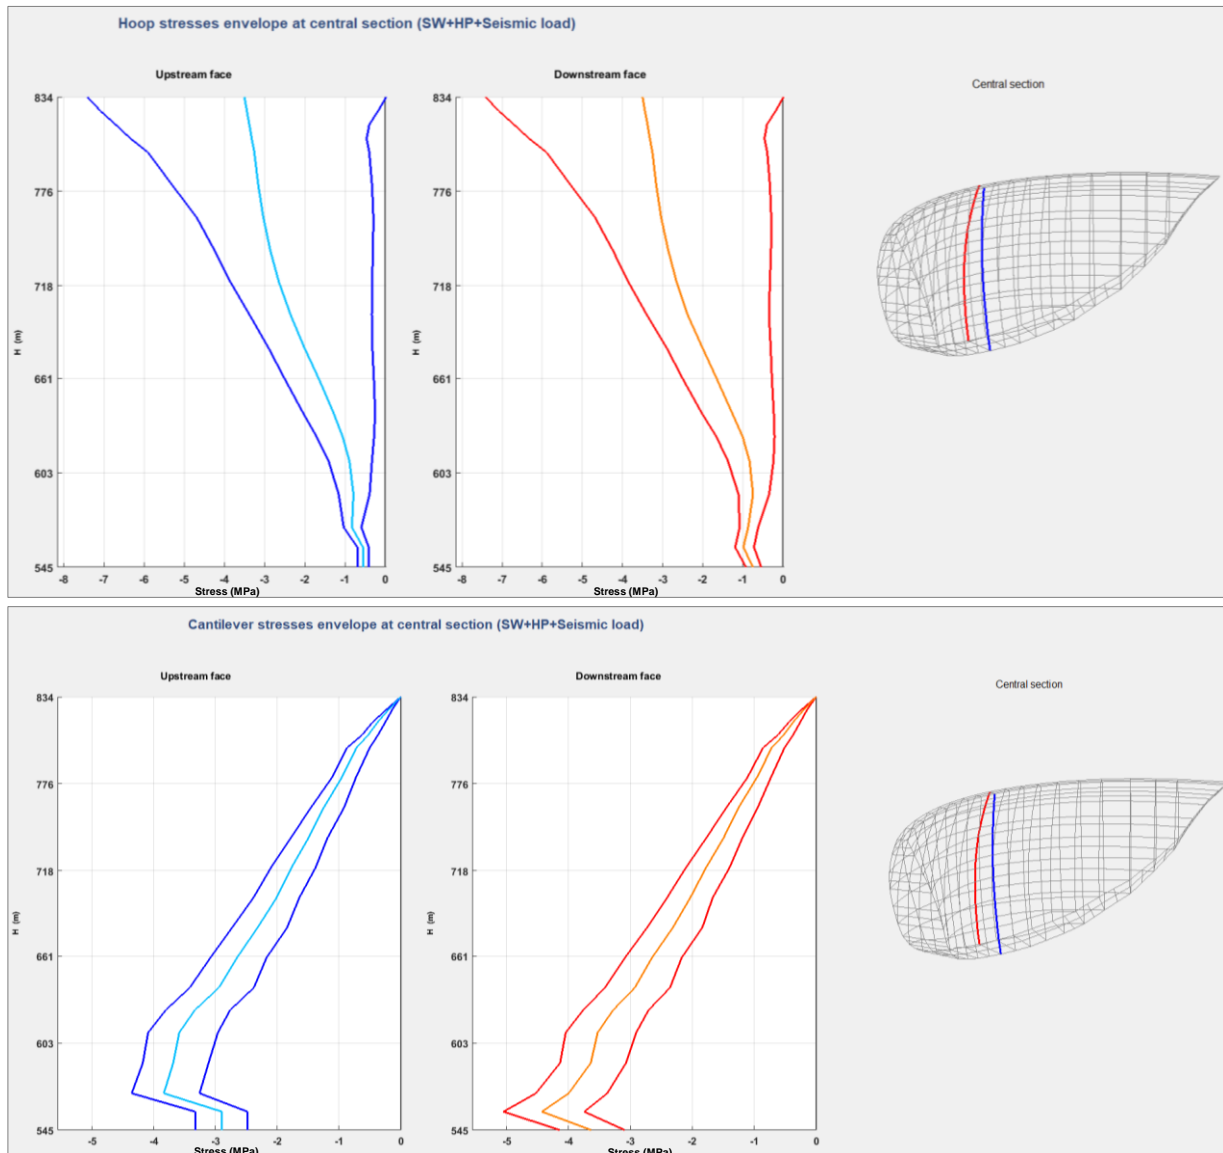 Hoop stresses envelope at central section (SW+HP+Seismic load)
Upstream face
Downstream face
Central section
834
776
718
661
603
545
H (m)
-8 -7 -6 -5 -4 -3 -2 -1 0
Stress (MPa)
834
776
718
661
603
545
H (m)
-8 -7 -6 -5 -4 -3 -2 -1 0
Stress (MPa)
Cantilever stresses envelope at central section (SW+HP+Seismic load)
Upstream face
Downstream face
Central section
834
776
718
661
603
545
H (m)
-5 -4 -3 -2 -1 0
Stress (MPa)
834
776
718
661
603
545
H (m)
-5 -4 -3 -2 -1 0
Stress (MPa)